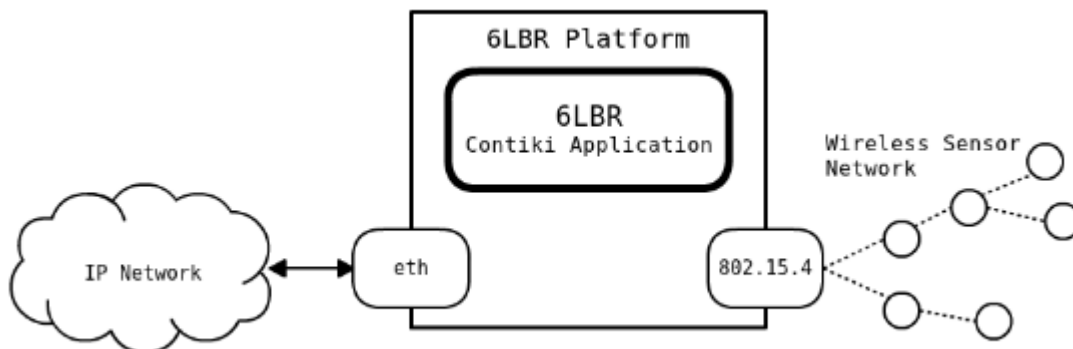 6LBR Platform
6LBR
Contiki Application
Wireless Sensor
Network
IP Network
eth
802.15.4